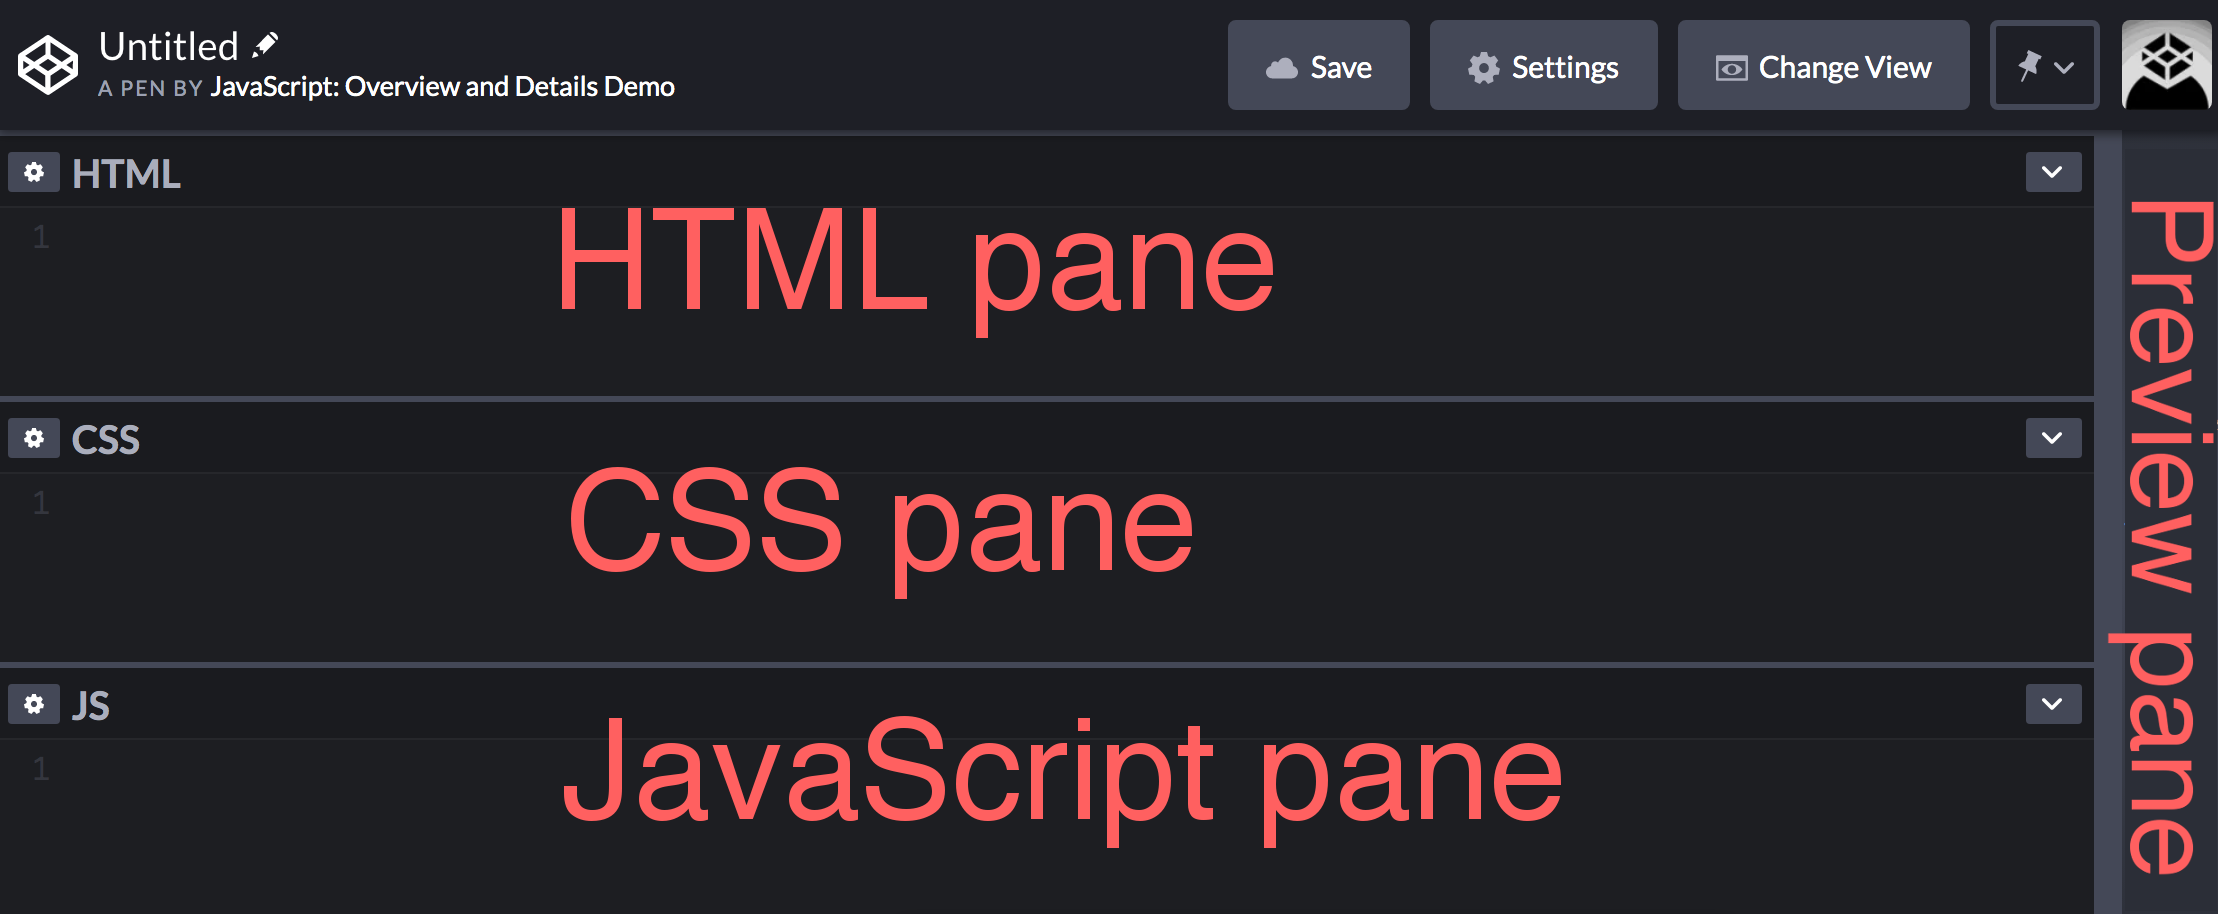 Untitled
A PEN BY JavaScript: Overview and Details Demo
Save
Settings
Change View
HTML
1
HTML pane
CSS
1
CSS pane
JS
1
JavaScript pane
Preview pane